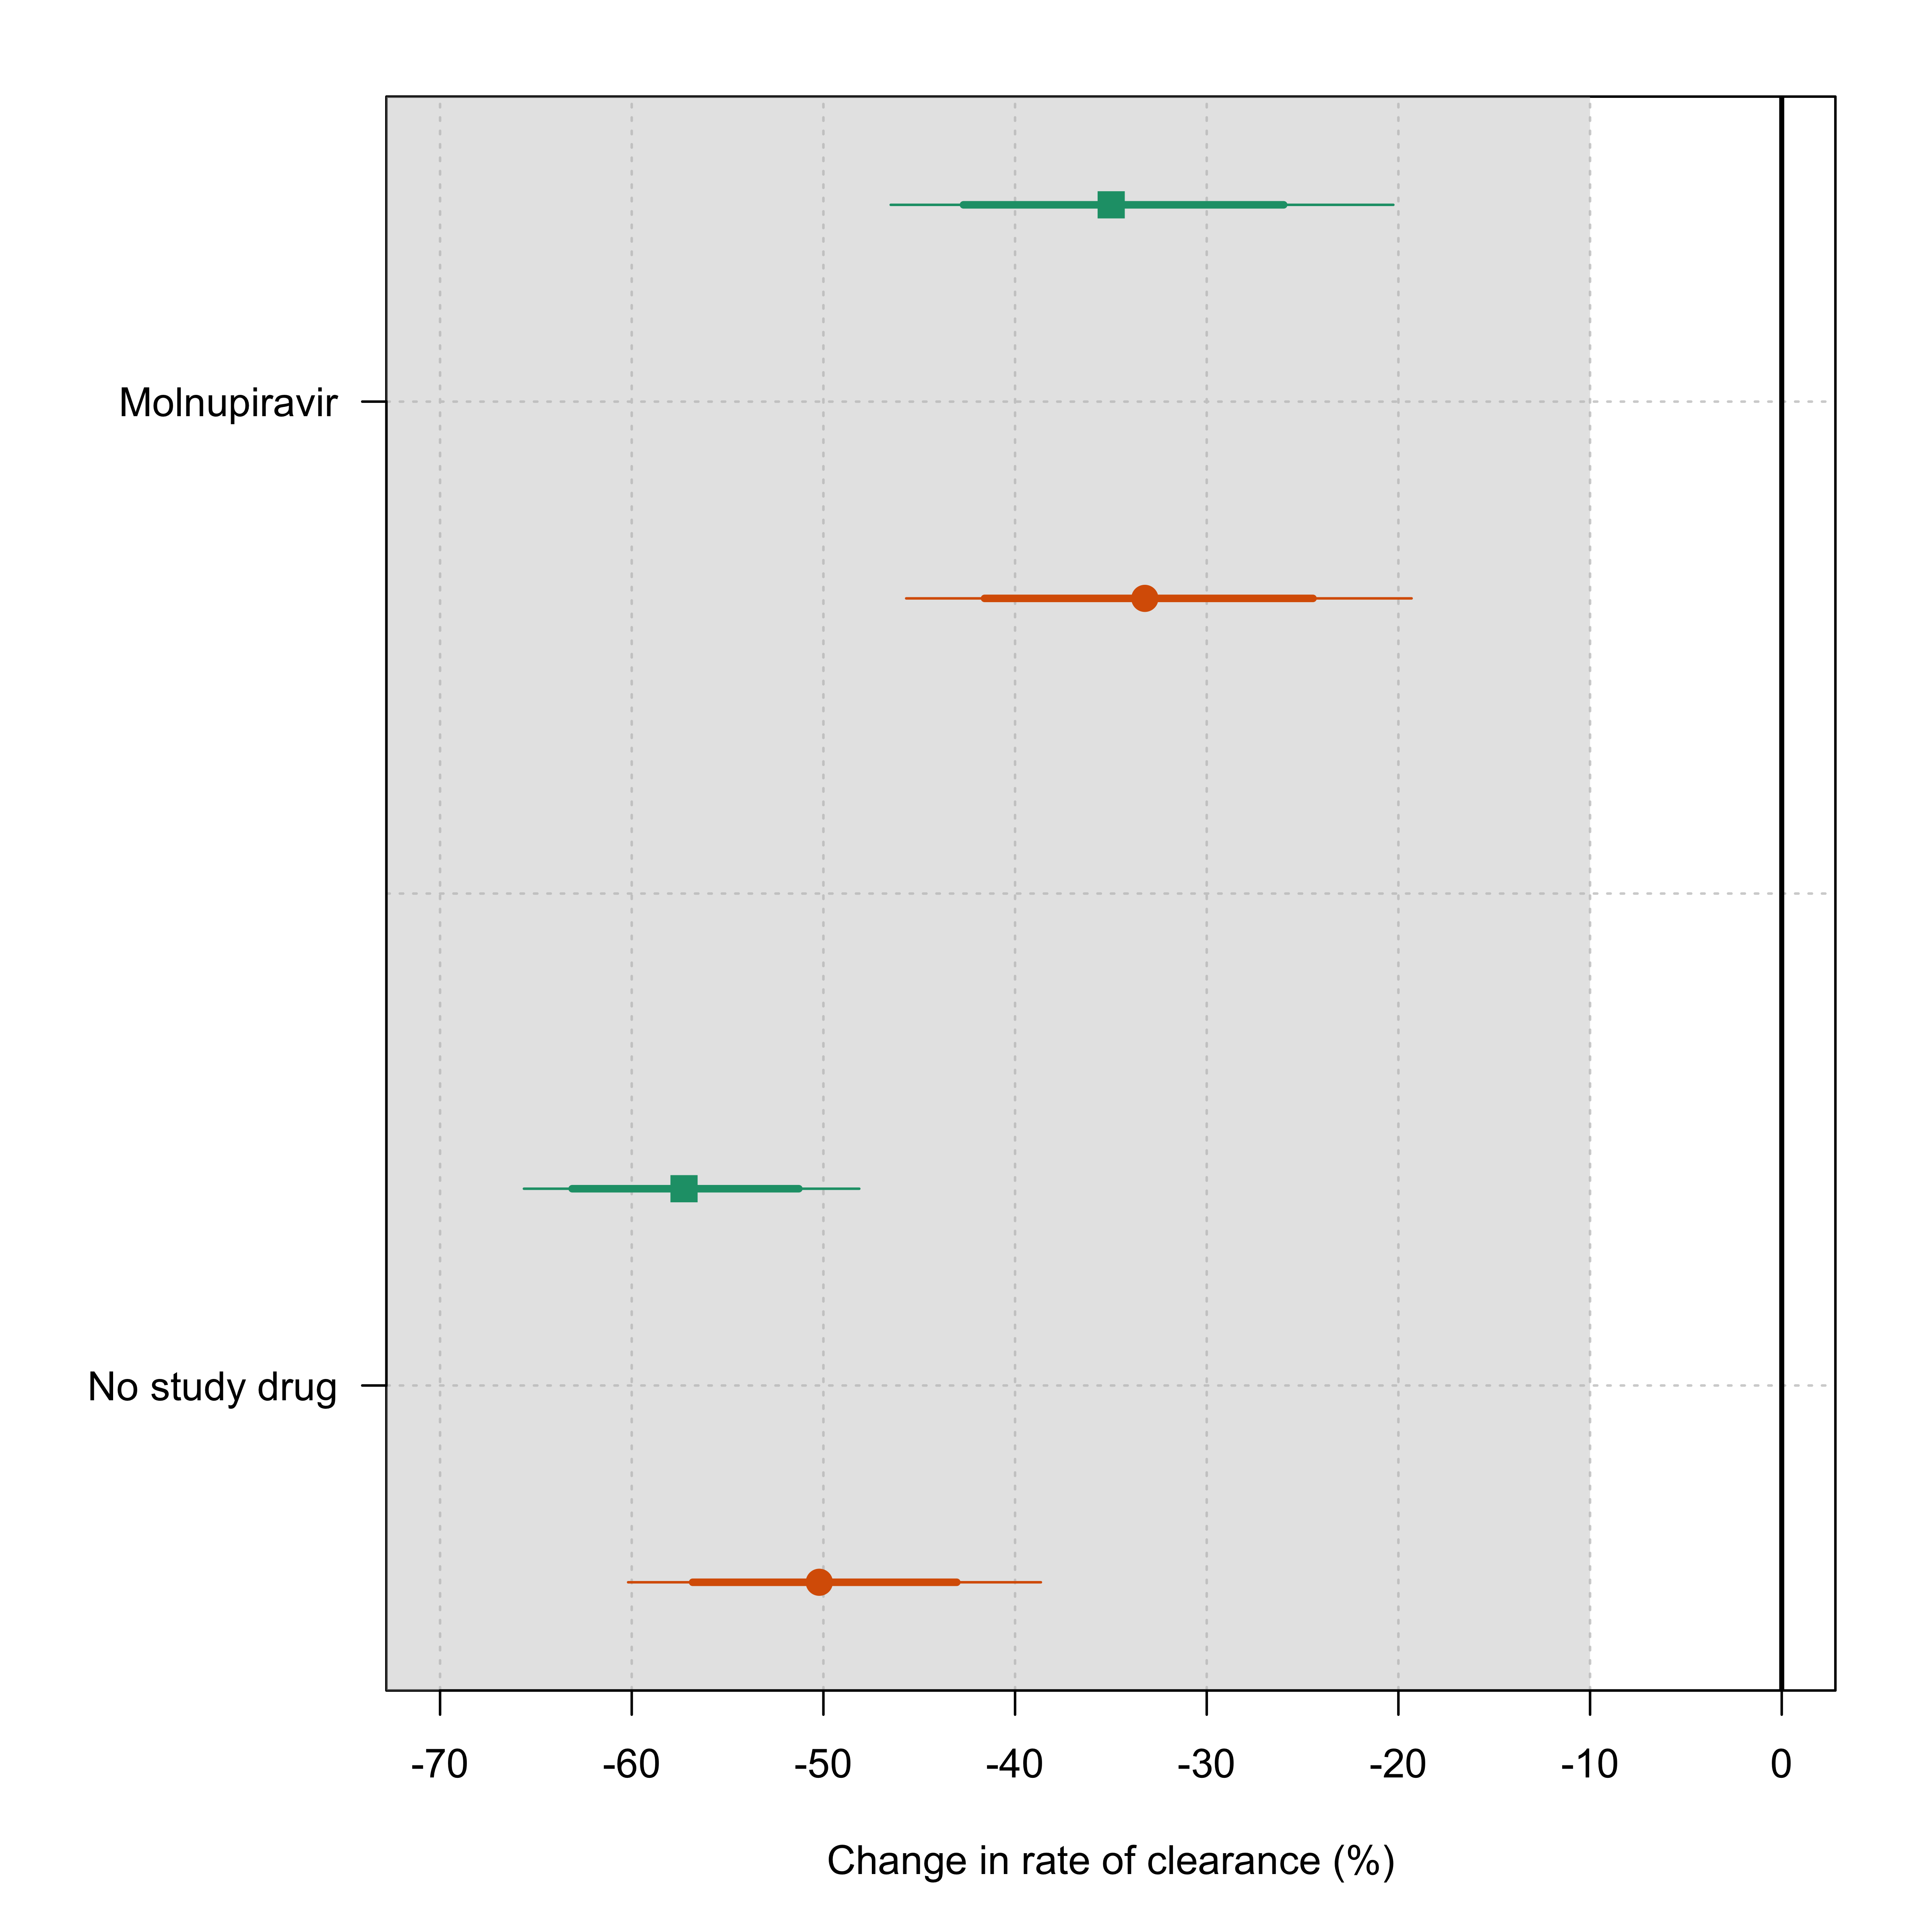 Molnupiravir
No study drug
-70 -60 -50 -40 -30 -20 -10 0
Change in rate of clearance (%)